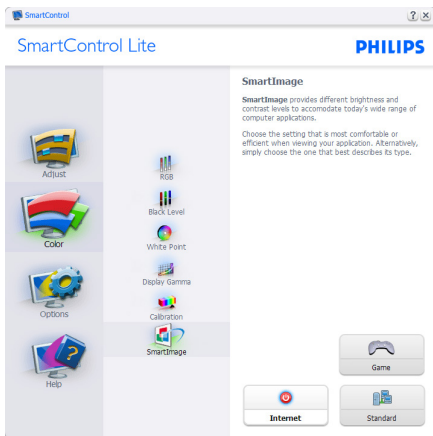 SmartControl
SmartControl Lite
PHILIPS
Adjust
Color
Options
Help
RGB
Black Level
White Point
Display Gamma
Calibration
SmartImage
SmartImage
SmartImage provides different brightness and
contrast levels to accomodate today's wide range of
computer applications.
Choose the setting that is most comfortable or
efficient when viewing your application. Alternatively,
simply choose the one that best describes its type.
Game
Internet
Standard